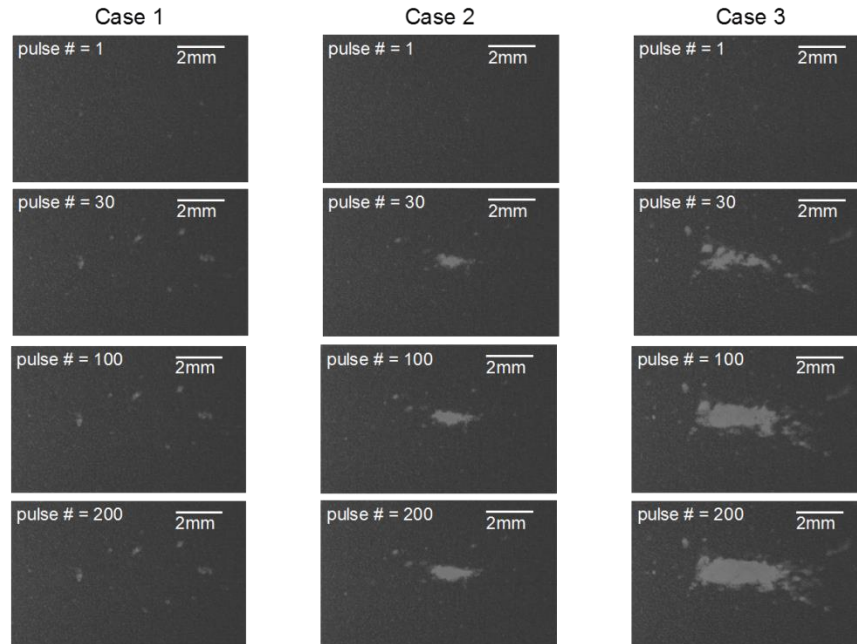 Case 1
Case 2
Case 3
pulse # = 1
2mm
pulse # = 1
2mm
pulse # = 1
2mm
pulse # = 30
2mm
pulse # = 30
2mm
pulse # = 30
2mm
pulse # = 100
2mm
pulse # = 100
2mm
pulse # = 100
2mm
pulse # = 200
2mm
pulse # = 200
2mm
pulse # = 200
2mm